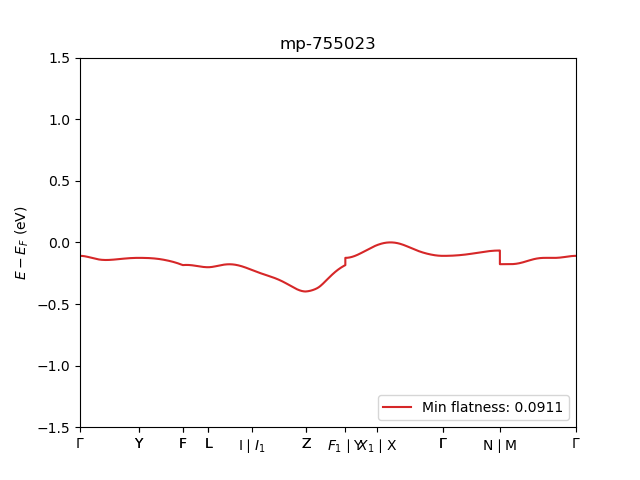 mp-755023
E − E_F (eV)
1.5
1.0
0.5
0.0
−0.5
−1.0
−1.5
Min flatness: 0.0911
Γ Y F L I | I₁ Z F₁ | Y X₁ | X Γ N | M Γ